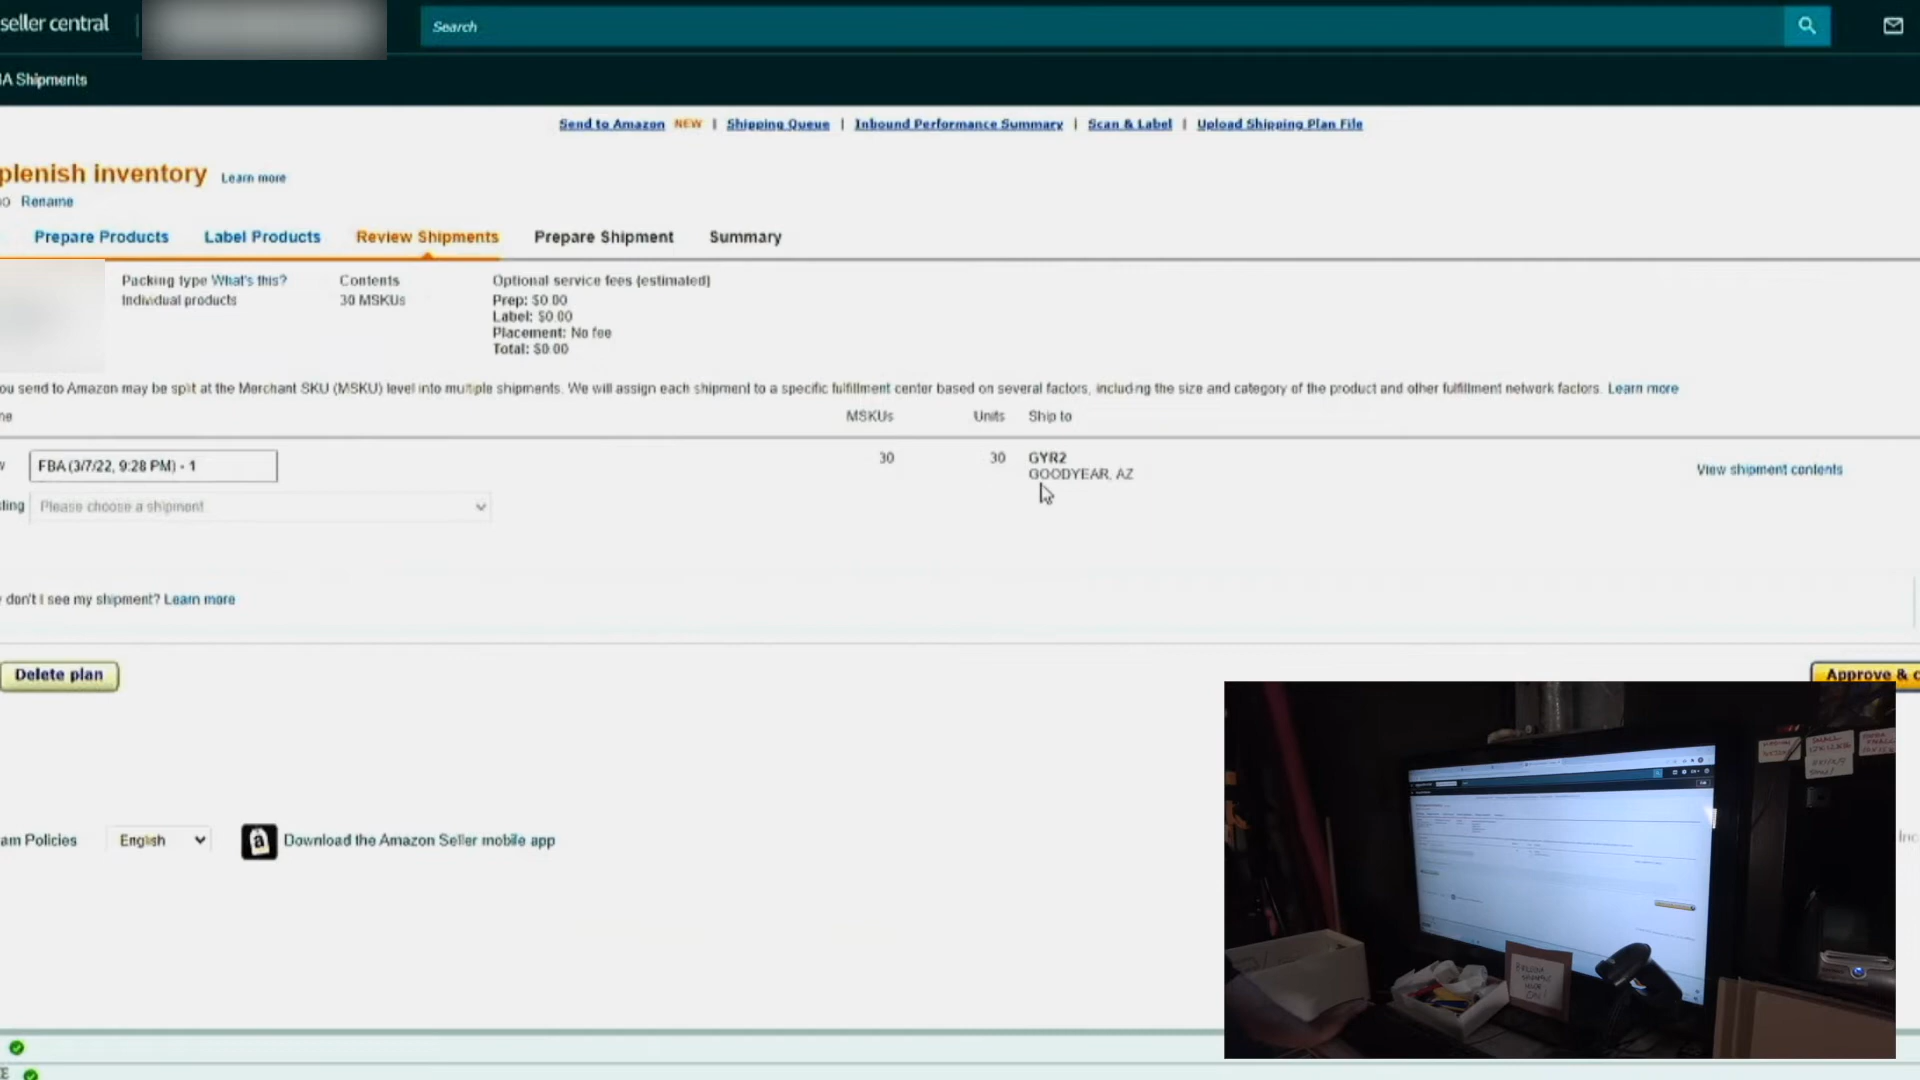 seller central
Search
A Shipments
Send to Amazon NEW | Shipping Queue | Inbound Performance Summary | Scan & Label | Upload Shipping Plan File
plenish inventory Learn more
Rename
Prepare Products Label Products Review Shipments Prepare Shipment Summary
Packing type What's this? Contents Optional service fees (estimated)
Individual products 30 MSKUs Prep: $0.00
Label: $0.00
Placement: No fee
Total: $0.00
ou send to Amazon may be split at the Merchant SKU (MSKU) level into multiple shipments. We will assign each shipment to a specific fulfillment center based on several factors, including the size and category of the product and other fulfillment network factors. Learn more
me MSKUs Units Ship to
FBA (3/7/22, 9:28 PM) - 1 30 30 GYR2
GOODYEAR, AZ
View shipment contents
ting Please choose a shipment
don't I see my shipment? Learn more
Delete plan
Approve & c
am Policies English Download the Amazon Seller mobile app
Inc
E